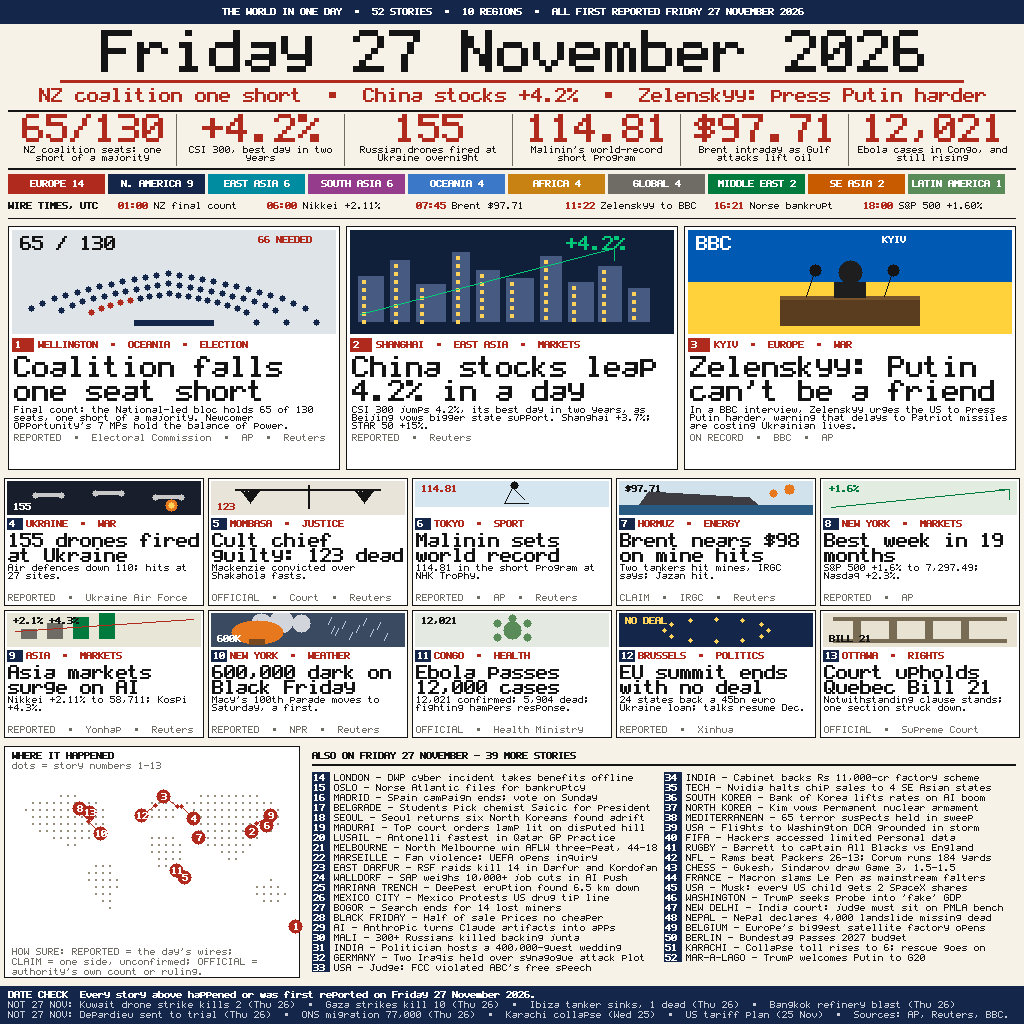 THE WORLD IN ONE DAY ▪ 52 STORIES ▪ 10 REGIONS ▪ ALL FIRST REPORTED FRIDAY 27 NOVEMBER 2026
Friday 27 November 2026
NZ coalition one short ▪ China stocks +4.2% ▪ Zelenskyy: press Putin harder
65/130 +4.2% 155 114.81 $97.71 12,021
NZ coalition seats: one short of a majority
CSI 300, best day in two years
Russian drones fired at Ukraine overnight
Malinin's world-record short program
Brent intraday as Gulf attacks lift oil
Ebola cases in Congo, and still rising
EUROPE 14 N. AMERICA 9 EAST ASIA 6 SOUTH ASIA 6 OCEANIA 4 AFRICA 4 GLOBAL 4 MIDDLE EAST 2 SE ASIA 2 LATIN AMERICA 1
WIRE TIMES, UTC 01:00 NZ final count 06:00 Nikkei +2.11% 07:45 Brent $97.71 11:22 Zelenskyy to BBC 16:21 Norse bankrupt 18:00 S&P 500 +1.60%
65 / 130 66 NEEDED
1 WELLINGTON ▪ OCEANIA ▪ ELECTION
Coalition falls
one seat short
Final count: the National-led bloc holds 65 of 130
seats, one short of a majority. Newcomer
Opportunity's 7 MPs hold the balance of power.
REPORTED ▪ Electoral Commission ▪ AP ▪ Reuters
+4.2%
2 SHANGHAI ▪ EAST ASIA ▪ MARKETS
China stocks leap
4.2% in a day
CSI 300 jumps 4.2%, its best day in two years, as
Beijing vows bigger state support. Shanghai +3.7%;
STAR 50 +15%.
REPORTED ▪ Reuters
BBC KYIV
3 KYIV ▪ EUROPE ▪ WAR
Zelenskyy: Putin
can't be a friend
In a BBC interview, Zelenskyy urges the US to press
Putin harder, warning that delays to Patriot missiles
are costing Ukrainian lives.
ON RECORD ▪ BBC ▪ AP
155
4 UKRAINE ▪ WAR
155 drones fired
at Ukraine
Air defences down 110; hits at
27 sites.
REPORTED ▪ Ukraine Air Force
123
5 MOMBASA ▪ JUSTICE
Cult chief
guilty: 123 dead
Mackenzie convicted over
Shakahola fasts.
OFFICIAL ▪ Court ▪ Reuters
114.81
6 TOKYO ▪ SPORT
Malinin sets
world record
114.81 in the short program at
NHK Trophy.
REPORTED ▪ AP ▪ Reuters
$97.71
7 HORMUZ ▪ ENERGY
Brent nears $98
on mine hits
Two tankers hit mines, IRGC
says; Jazan hit.
CLAIM ▪ IRGC ▪ Reuters
+1.6%
8 NEW YORK ▪ MARKETS
Best week in 19
months
S&P 500 +1.6% to 7,297.49;
Nasdaq +2.3%.
REPORTED ▪ AP ▪ Reuters
+2.1% +4.3%
9 ASIA ▪ MARKETS
Asia markets
surge on AI
Nikkei +2.11% to 58,711; Kospi
+4.3%.
REPORTED ▪ Yonhap ▪ Reuters
600K
10 NEW YORK ▪ WEATHER
600,000 dark on
Black Friday
Macy's 100th parade moves to
Saturday, a first.
REPORTED ▪ NPR ▪ Reuters
12,021
11 CONGO ▪ HEALTH
Ebola passes
12,000 cases
12,021 confirmed; 5,904 dead;
fighting hampers response.
OFFICIAL ▪ Health Ministry
NO DEAL
12 BRUSSELS ▪ POLITICS
EU summit ends
with no deal
24 states back a 45bn euro
Ukraine loan; talks resume Dec.
REPORTED ▪ Xinhua
BILL 21
13 OTTAWA ▪ RIGHTS
Court upholds
Quebec Bill 21
Notwithstanding clause stands;
one section struck down.
OFFICIAL ▪ Supreme Court
WHERE IT HAPPENED
dots = story numbers 1-13
3
8 13 9
12 4 6
10 2
7
11
5
1
HOW SURE: REPORTED = the day's wires;
CLAIM = one side, unconfirmed; OFFICIAL =
authority's own count or ruling.
ALSO ON FRIDAY 27 NOVEMBER — 39 MORE STORIES
14 LONDON — DWP cyber incident takes benefits offline
15 OSLO — Norse Atlantic files for bankruptcy
16 MADRID — Spain campaign ends; vote on Sunday
17 BELGRADE — Students pick chemist Saicic for President
18 SEOUL — Seoul returns six North Koreans found adrift
19 MADURAI — Top court orders lamp lit on disputed hill
20 LUSAIL — Antonelli fastest in Qatar GP practice
21 MELBOURNE — North Melbourne win AFLW three-peat, 44-18
22 MARSEILLE — Fan violence: UEFA opens inquiry
23 EAST DARFUR — RSF raids kill 14 in Darfur and Kordofan
24 WALLDORF — SAP weighs 10,000+ job cuts in AI push
25 MARIANA TRENCH — Deepest eruption found 6.5 km down
26 MEXICO CITY — Mexico protests US drug tip line
27 BOGOR — Search ends for 14 lost miners
28 BLACK FRIDAY — Half of sale prices no cheaper
29 AI — Anthropic turns Claude artifacts into apps
30 MALI — 300+ Russians killed backing junta
31 INDIA — Politician hosts a 400,000-guest wedding
32 GERMANY — Two Iraqis held over synagogue attack plot
33 USA — Judge: FCC violated ABC's free speech
34 INDIA — Cabinet backs Rs 11,000-cr factory scheme
35 TECH — Nvidia halts chip sales to 4 SE Asian states
36 SOUTH KOREA — Bank of Korea lifts rates on AI boom
37 NORTH KOREA — Kim vows permanent nuclear armament
38 MEDITERRANEAN — 65 terror suspects held in sweep
39 USA — Flights to Washington DCA grounded in storm
40 FIFA — Hackers accessed limited personal data
41 RUGBY — Barrett to captain All Blacks vs England
42 NFL — Rams beat Packers 26-13; Corum runs 184 yards
43 CHESS — Gukesh, Sindarov draw Game 3, 1.5-1.5
44 FRANCE — Macron slams Le Pen as mainstream falters
45 USA — Musk: every US child gets 2 SpaceX shares
46 WASHINGTON — Trump seeks probe into 'fake' GDP
47 NEW DELHI — India court: judge must sit on PMLA bench
48 NEPAL — Nepal declares 4,000 landslide missing dead
49 BELGIUM — Europe's biggest satellite factory opens
50 BERLIN — Bundestag passes 2027 budget
51 KARACHI — Collapse toll rises to 6; rescue goes on
52 MAR-A-LAGO — Trump welcomes Putin to G20
DATE CHECK Every story above happened or was first reported on Friday 27 November 2026.
NOT 27 NOV: Kuwait drone strike kills 2 (Thu 26) ▪ Gaza strikes kill 10 (Thu 26) ▪ Ibiza tanker sinks, 1 dead (Thu 26) ▪ Bangkok refinery blast (Thu 26)
NOT 27 NOV: Depardieu sent to trial (Thu 26) ▪ ONS migration 77,000 (Thu 26) ▪ Karachi collapse (Wed 25) ▪ US tariff plan (25 Nov) ▪ Sources: AP, Reuters, BBC.